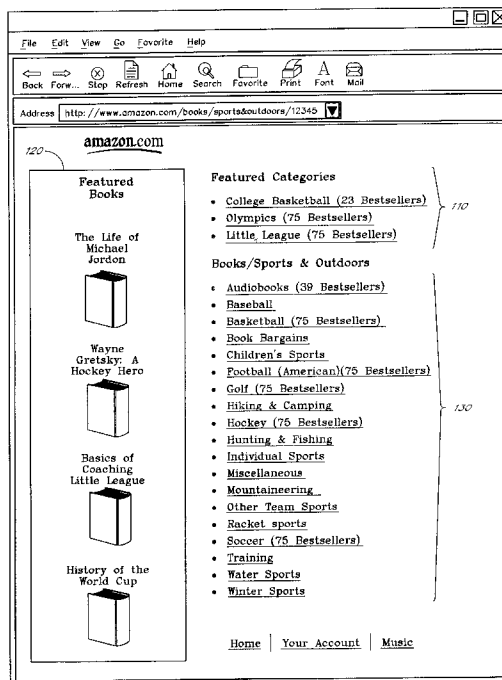 File Edit View Go Favorite Help
Back Forw... Stop Refresh Home Search Favorite Print Font Mail
Address http://www.amazon.com/books/sports&outdoors/12345
amazon.com
120
Featured
Books
The Life of
Michael
Jordon
Wayne
Gretsky: A
Hockey Hero
Basics of
Coaching
Little League
History of the
World Cup
Featured Categories
• College Basketball (23 Bestsellers)
• Olympics (75 Bestsellers)
• Little League (75 Bestsellers)
110
Books/Sports & Outdoors
• Audiobooks (39 Bestsellers)
• Baseball
• Basketball (75 Bestsellers)
• Book Bargains
• Children's Sports
• Football (American)(75 Bestsellers)
• Golf (75 Bestsellers)
• Hiking & Camping
• Hockey (75 Bestsellers)
• Hunting & Fishing
• Individual Sports
• Miscellaneous
• Mountaineering
• Other Team Sports
• Racket sports
• Soccer (75 Bestsellers)
• Training
• Water Sports
• Winter Sports
130
Home | Your Account | Music